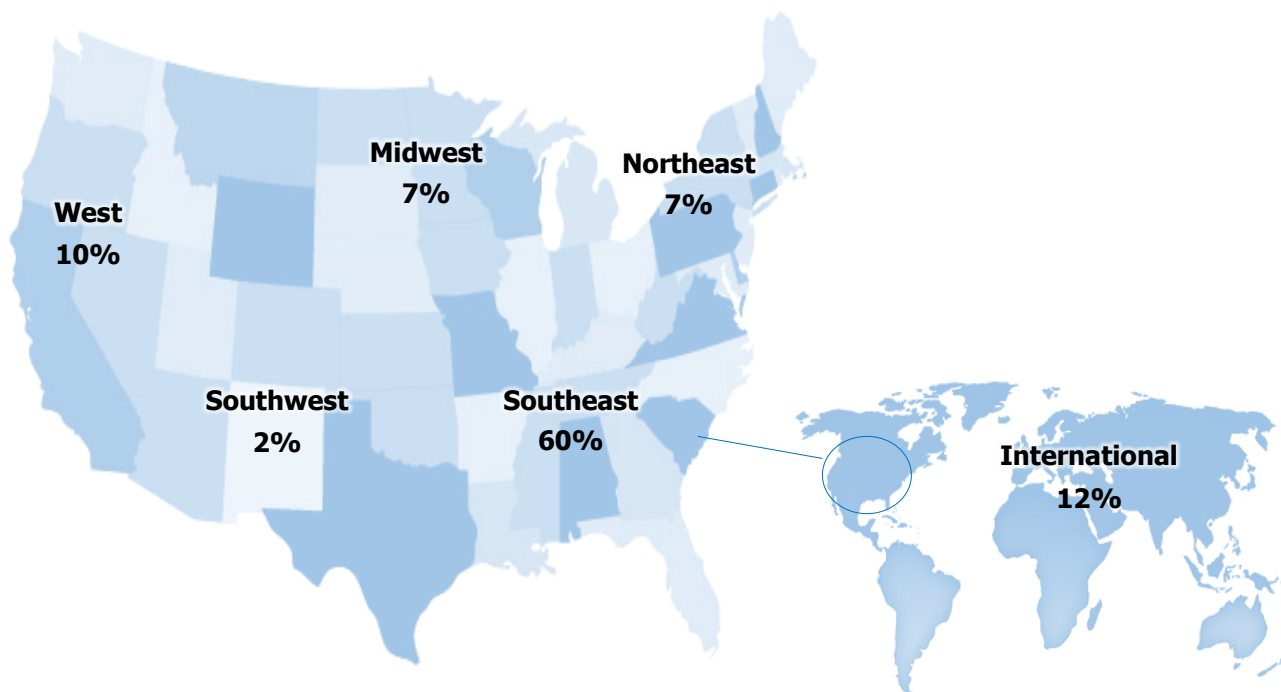 Midwest
7%
Northeast
7%
West
10%
Southwest
2%
Southeast
60%
International
12%